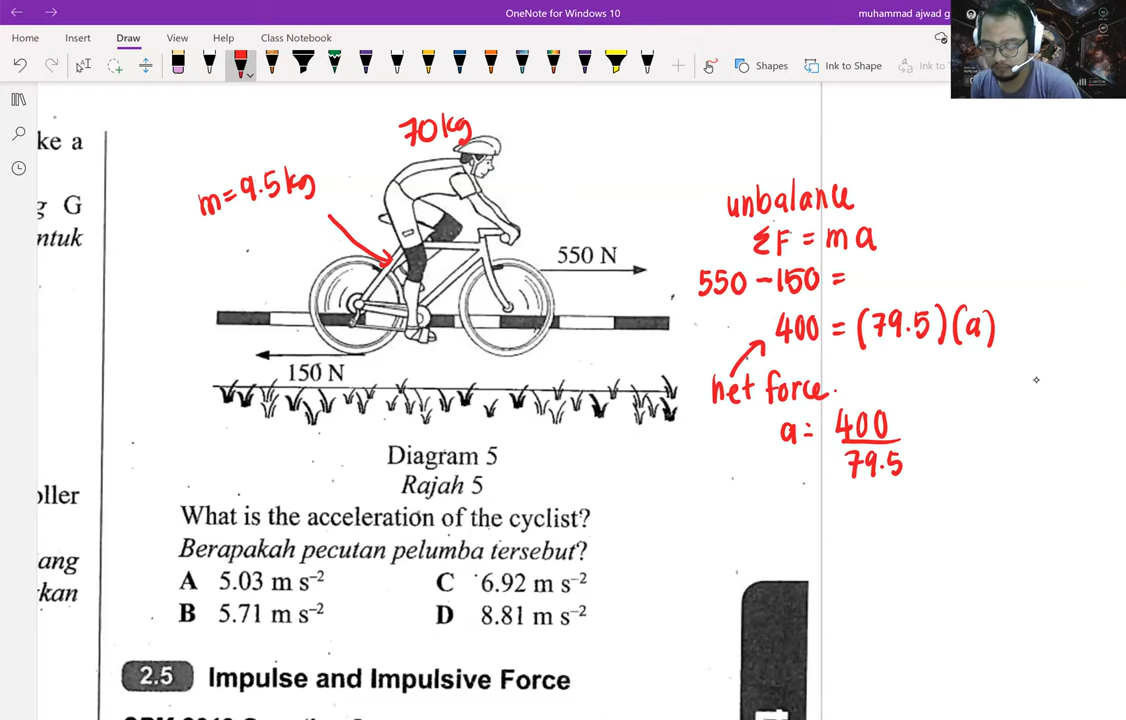 OneNote for Windows 10
muhammad ajwad g
Home Insert Draw View Help Class Notebook
Shapes Ink to Shape Ink to
ke a
g G
ntuk
oller
ang
kan
70kg
m=9.5kg
550 N
150 N
unbalance
ΣF = ma
550 - 150 =
400 = (79.5)(a)
net force.
a = 400
79.5
Diagram 5
Rajah 5
What is the acceleration of the cyclist?
Berapakah pecutan pelumba tersebut?
A 5.03 m s⁻² C 6.92 m s⁻²
B 5.71 m s⁻² D 8.81 m s⁻²
2.5 Impulse and Impulsive Force